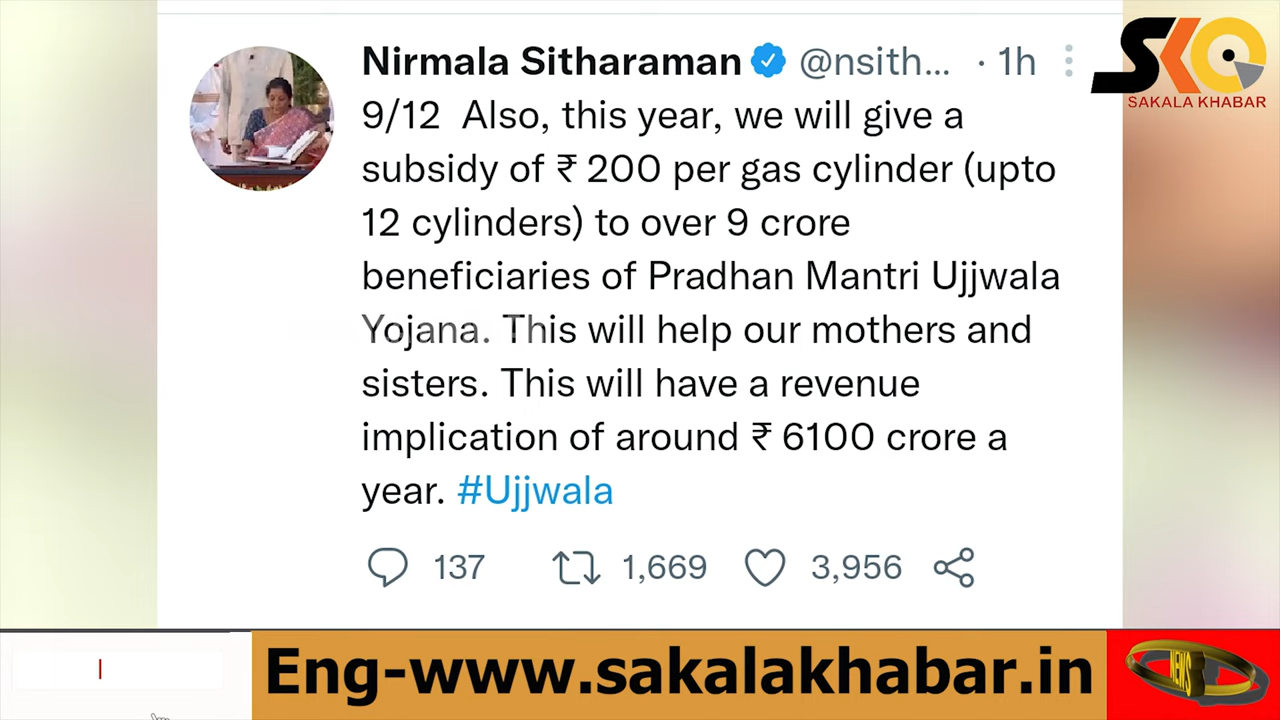 Nirmala Sitharaman @nsith... · 1h
SKQ
SAKALA KHABAR
9/12 Also, this year, we will give a
subsidy of ₹ 200 per gas cylinder (upto
12 cylinders) to over 9 crore
beneficiaries of Pradhan Mantri Ujjwala
Yojana. This will help our mothers and
sisters. This will have a revenue
implication of around ₹ 6100 crore a
year. #Ujjwala
137 1,669 3,956
Eng-www.sakalakhabar.in
NEWS